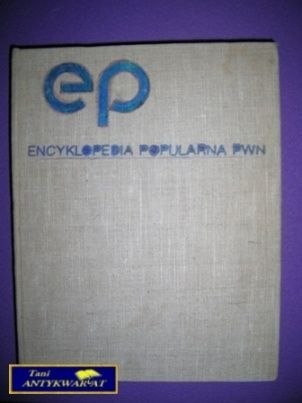 ep
ENCYKLOPEDIA POPULARNA PWN
Tani
ANTYKWARIAT